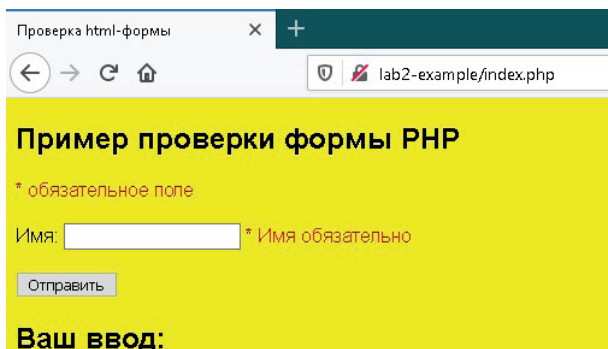 Проверка html-формы
lab2-example/index.php
Пример проверки формы PHP
* обязательное поле
Имя: * Имя обязательно
Отправить
Ваш ввод: